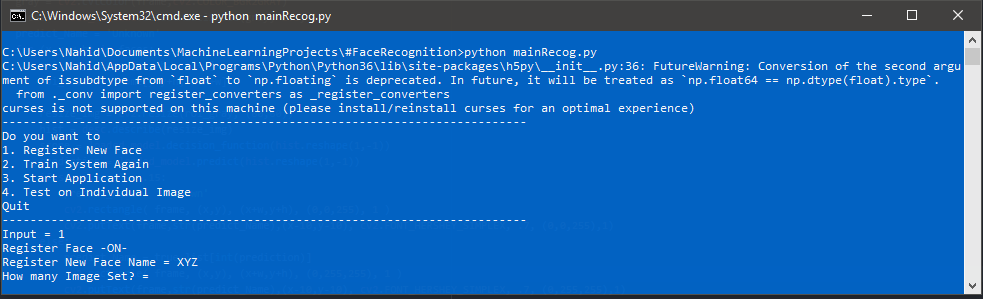 C:\Windows\System32\cmd.exe - python  mainRecog.py
C:\Users\Nahid\Documents\MachineLearningProjects\#FaceRecognition>python mainRecog.py
C:\Users\Nahid\AppData\Local\Programs\Python\Python36\lib\site-packages\h5py\__init__.py:36: FutureWarning: Conversion of the second argu
ment of issubdtype from `float` to `np.floating` is deprecated. In future, it will be treated as `np.float64 == np.dtype(float).type`.
  from ._conv import register_converters as _register_converters
curses is not supported on this machine (please install/reinstall curses for an optimal experience)
---------------------------------------------------------------------------
Do you want to
1. Register New Face
2. Train System Again
3. Start Application
4. Test on Individual Image
Quit
---------------------------------------------------------------------------
Input = 1
Register Face -ON-
Register New Face Name = XYZ
How many Image Set? =